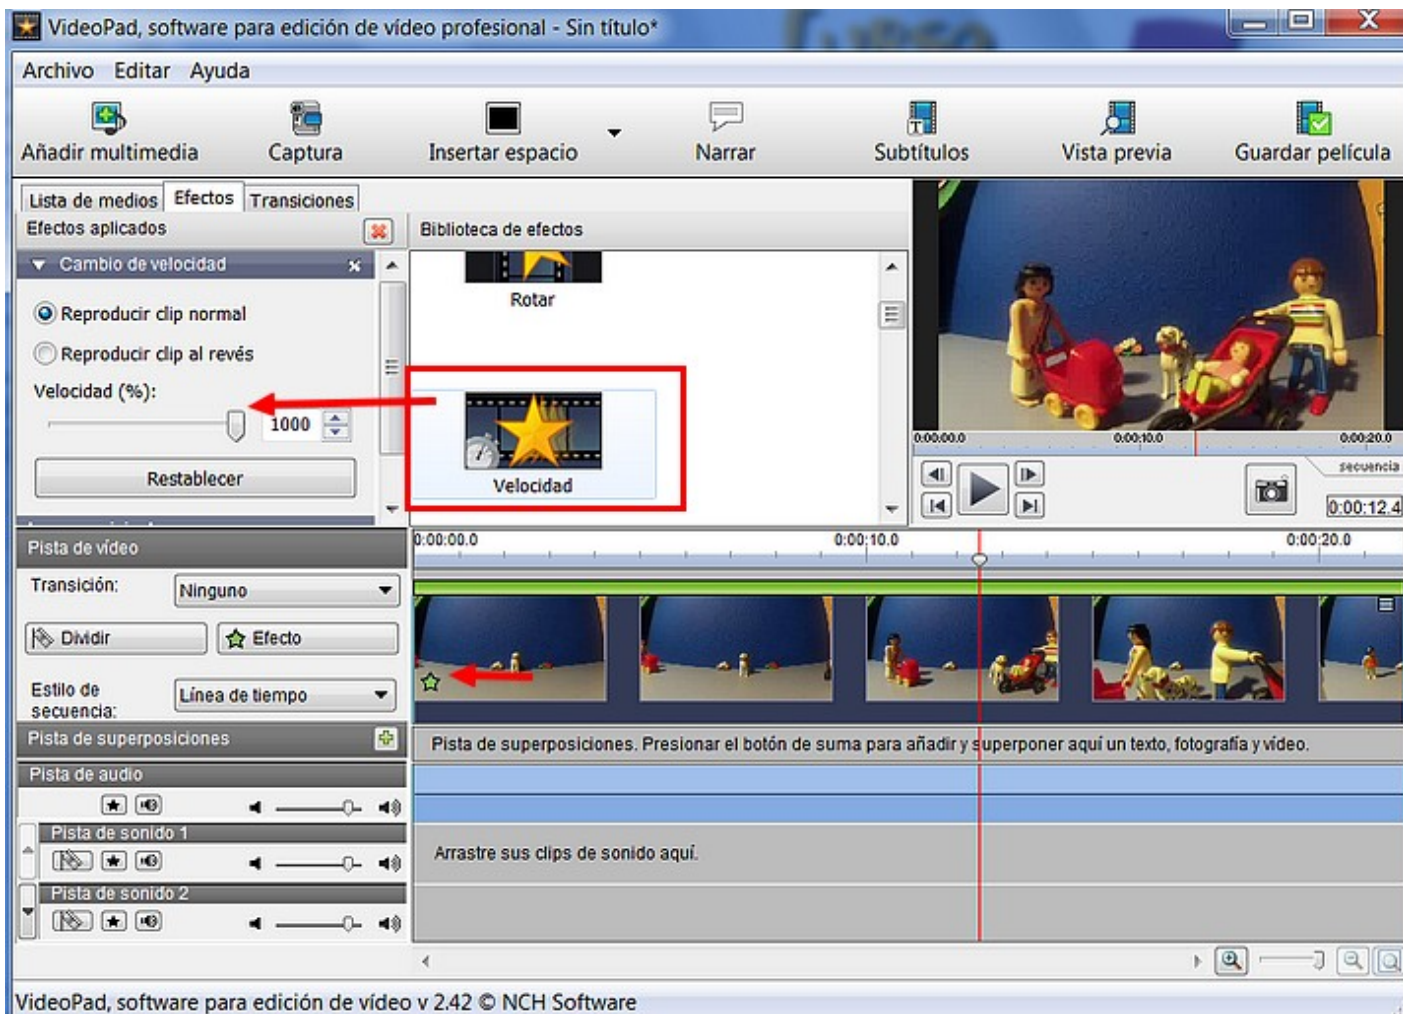 VideoPad, software para edición de vídeo profesional - Sin título*
Archivo Editar Ayuda
Añadir multimedia Captura Insertar espacio Narrar Subtítulos Vista previa Guardar película
Lista de medios Efectos Transiciones
Efectos aplicados Biblioteca de efectos
Cambio de velocidad
Rotar
Reproducir clip normal
Reproducir clip al revés
Velocidad (%):
1000
Restablecer
Velocidad
0:00:00.0 0:00:10.0 0:00:20.0
secuencia
0:00:12.4
Pista de vídeo
0:00:00.0 0:00:10.0 0:00:20.0
Transición: Ninguno
Dividir Efecto
Estilo de secuencia: Línea de tiempo
Pista de superposiciones
Pista de superposiciones. Presionar el botón de suma para añadir y superponer aquí un texto, fotografía y vídeo.
Pista de audio
Pista de sonido 1
Arrastre sus clips de sonido aquí.
Pista de sonido 2
VideoPad, software para edición de vídeo v 2.42 © NCH Software